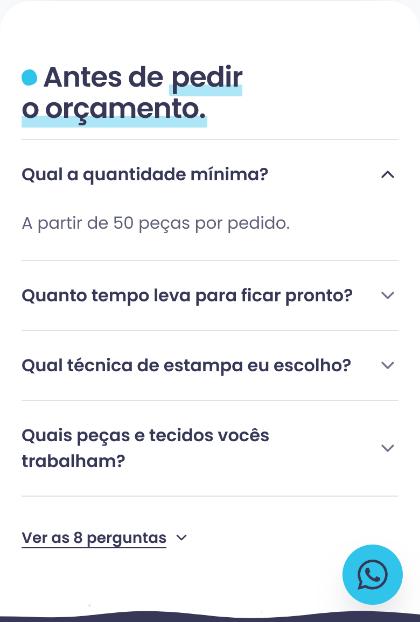 Antes de pedir
o orçamento.
Qual a quantidade mínima?
A partir de 50 peças por pedido.
Quanto tempo leva para ficar pronto?
Qual técnica de estampa eu escolho?
Quais peças e tecidos vocês
trabalham?
Ver as 8 perguntas